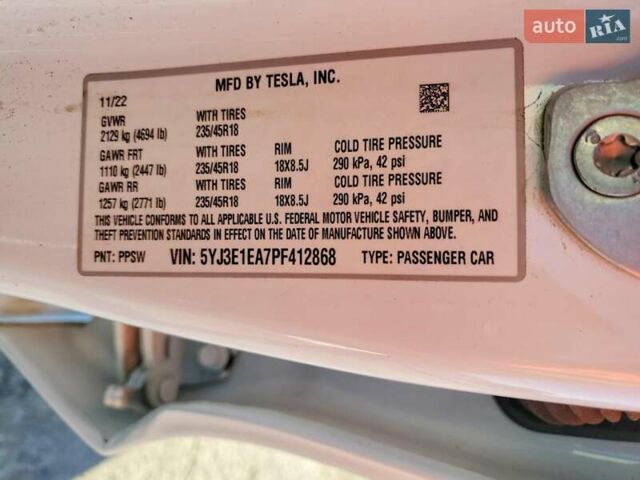 auto RIA .com
MFD BY TESLA, INC.
11/22
GVWR WITH TIRES
2129 kg (4694 lb) 235/45R18
GAWR FRT WITH TIRES RIM COLD TIRE PRESSURE
1110 kg (2447 lb) 235/45R18 18X8.5J 290 kPa, 42 psi
GAWR RR WITH TIRES RIM COLD TIRE PRESSURE
1257 kg (2771 lb) 235/45R18 18X8.5J 290 kPa, 42 psi
THIS VEHICLE CONFORMS TO ALL APPLICABLE U.S. FEDERAL MOTOR VEHICLE SAFETY, BUMPER, AND
THEFT PREVENTION STANDARDS IN EFFECT ON THE DATE OF MANUFACTURE SHOWN ABOVE.
PNT: PPSW VIN: 5YJ3E1EA7PF412868 TYPE: PASSENGER CAR